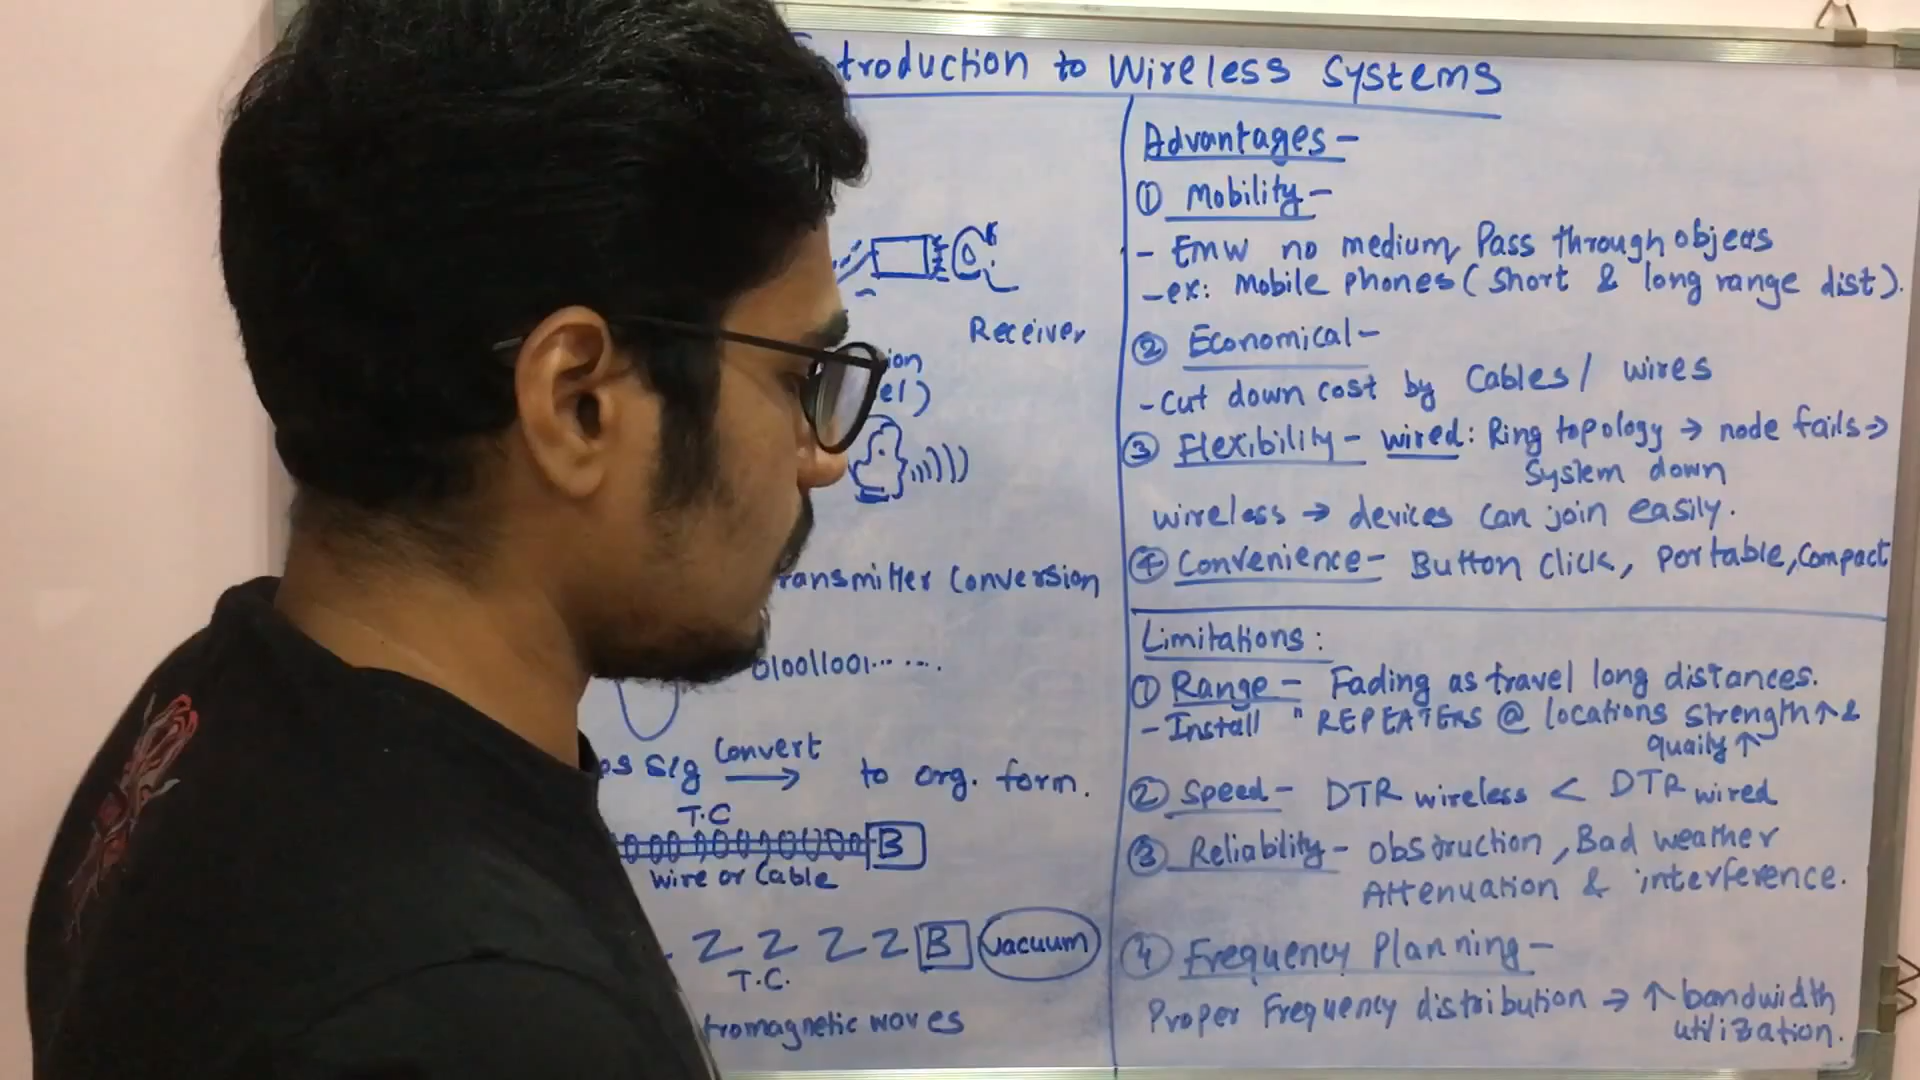 troduction to Wireless Systems
Receiver
ion
el)
ransmitter Conversion
010011001.....
sig Convert to org. form.
T.C
B
Wire or Cable
B Vacuum
T.C.
tromagnetic waves
Advantages -
① Mobility -
- EMW no medium, Pass through objects
- ex: Mobile phones (Short & long range dist).
② Economical -
- Cut down cost by Cables / wires
③ Flexibility - wired: Ring topology → node fails →
System down
wireless → devices can join easily.
④ Convenience - Button click, Portable, Compact
Limitations:
① Range - Fading as travel long distances.
- Install " REPEATERS @ locations strength ↑ &
quaily ↑
② Speed - DTR wireless < DTR wired
③ Reliability - obstruction, Bad weather
Attenuation & interference.
④ Frequency Planning -
Proper Frequency distribution → ↑ bandwidth
utilization.